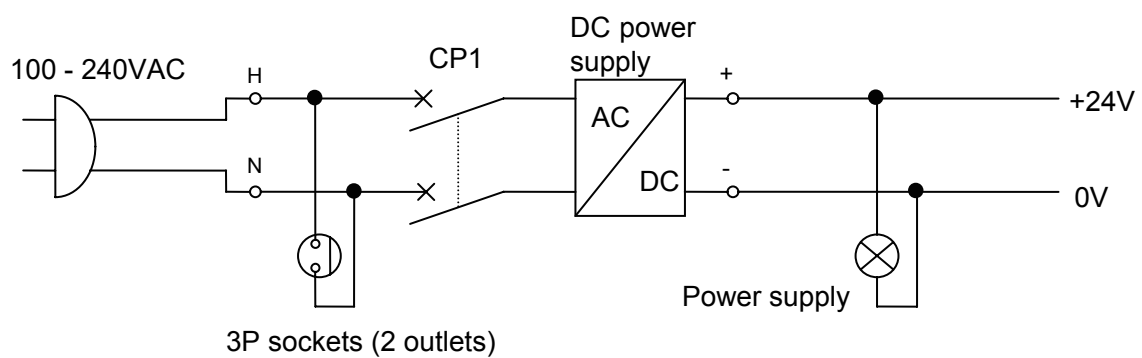 DC power
supply
CP1
100 - 240VAC
H
+
+24V
AC
N
DC
-
0V
Power supply
3P sockets (2 outlets)